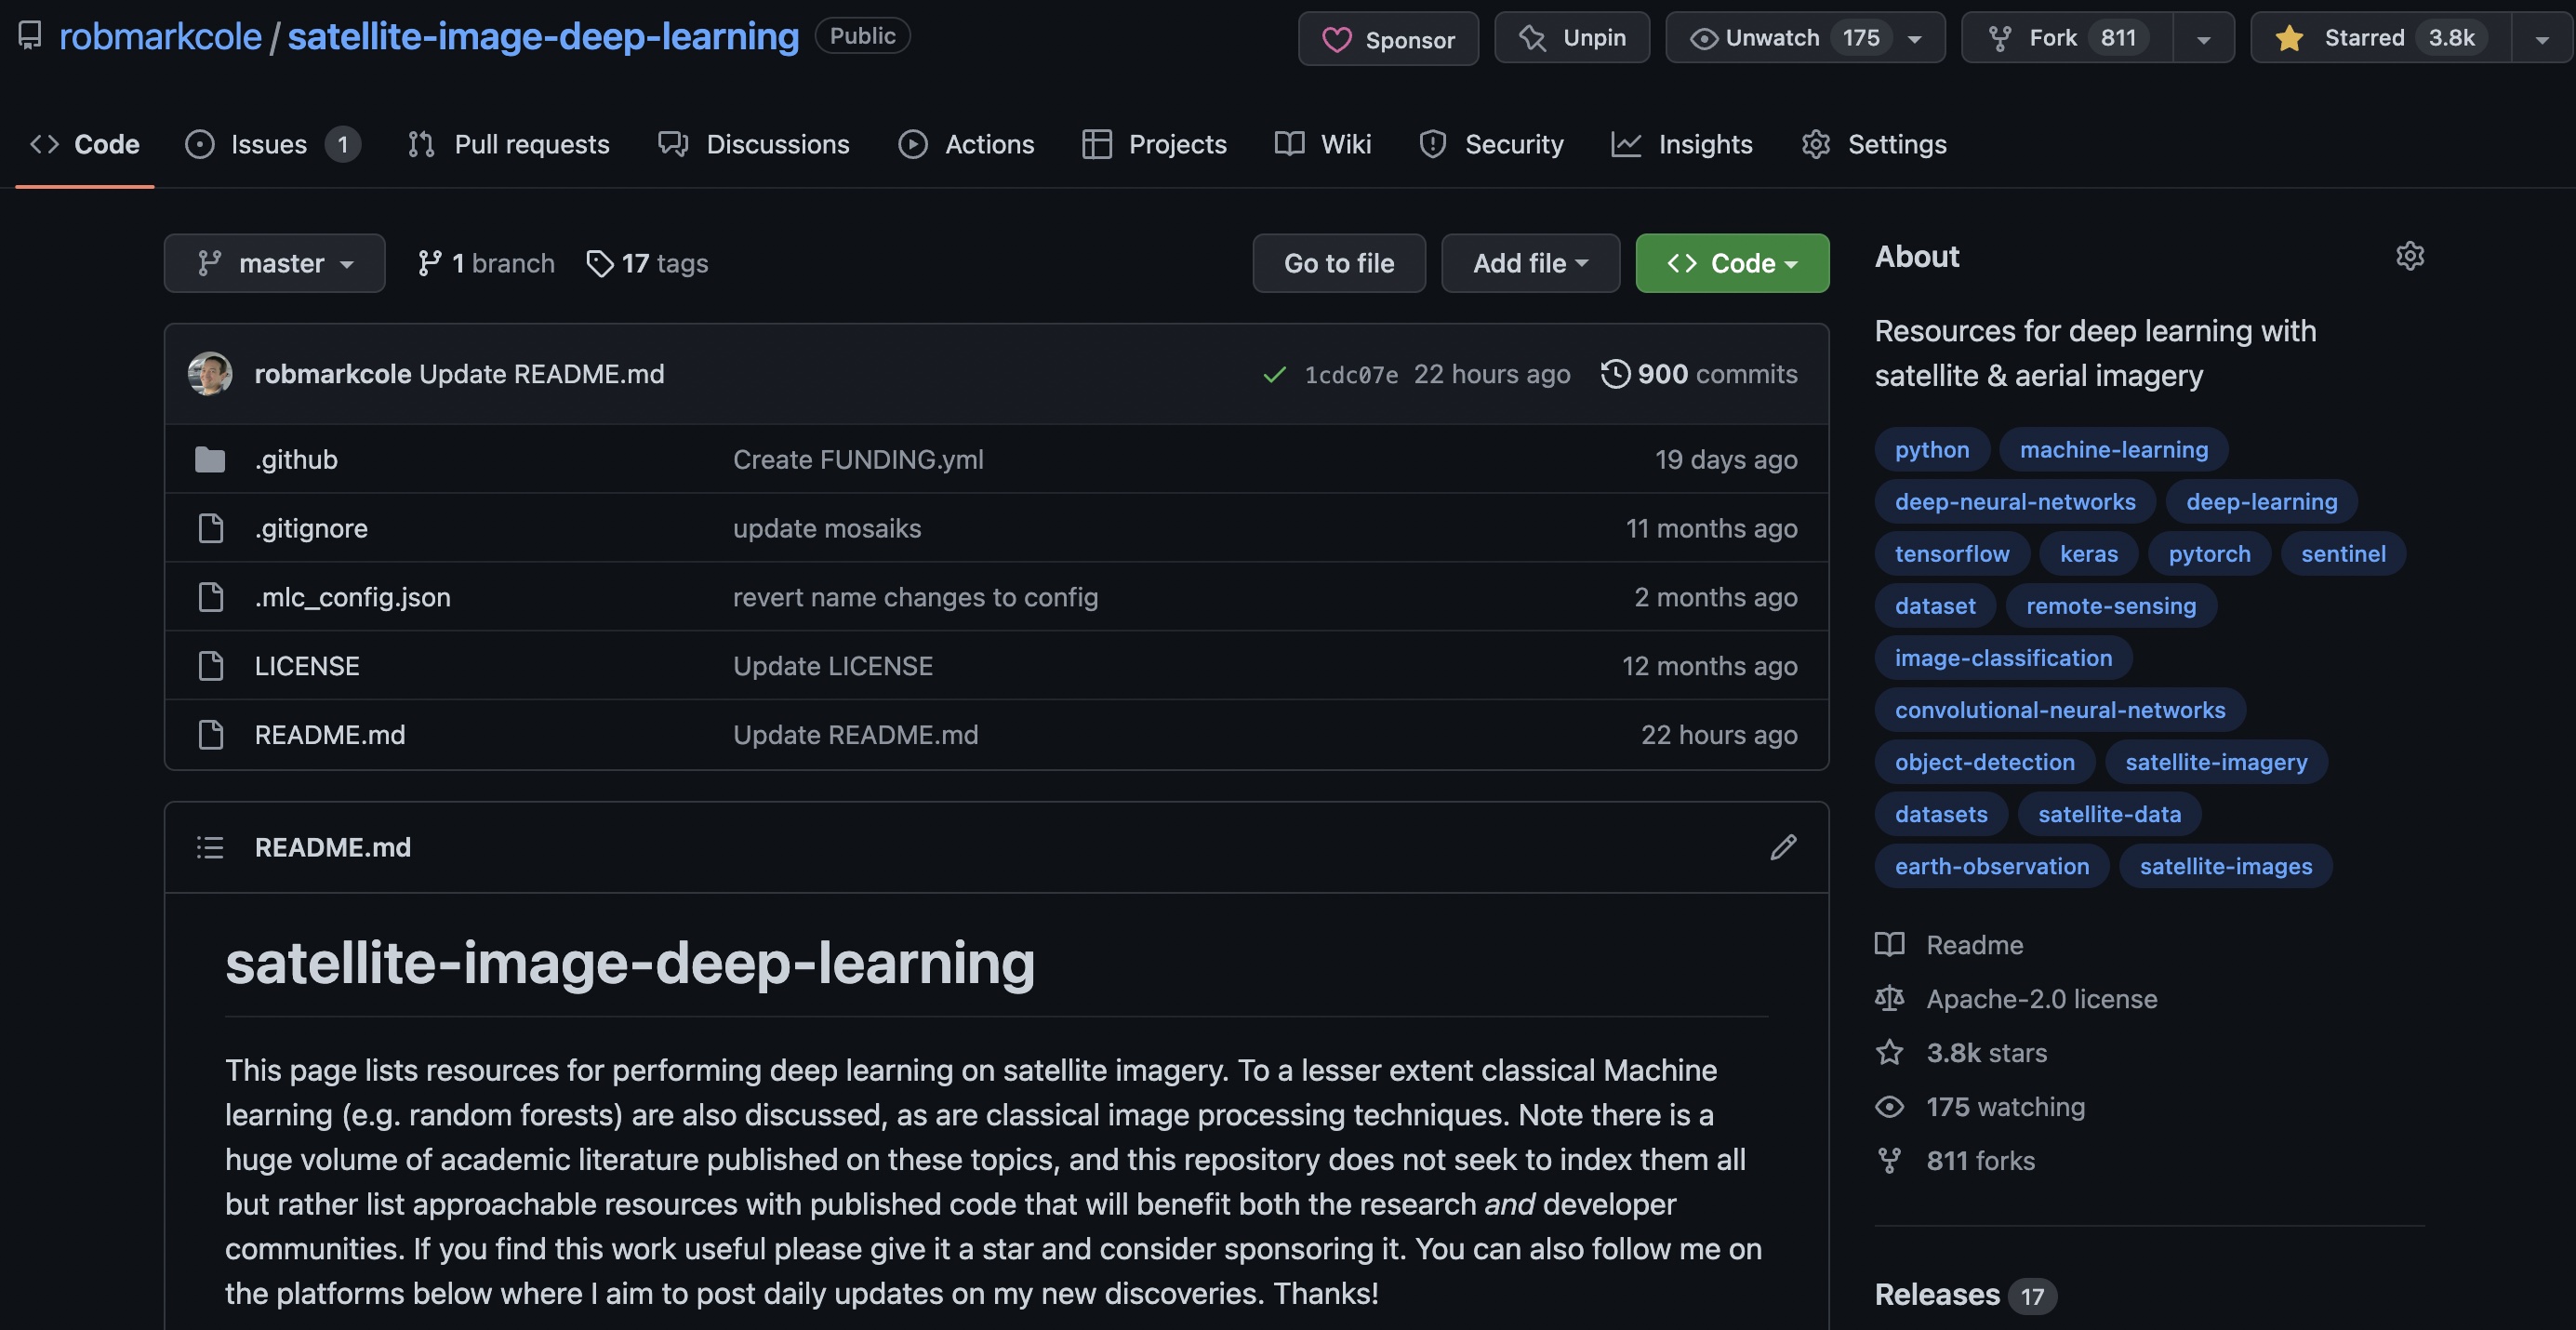 robmarkcole / satellite-image-deep-learning Public
Sponsor Unpin Unwatch 175 Fork 811 Starred 3.8k
Code Issues 1 Pull requests Discussions Actions Projects Wiki Security Insights Settings
master 1 branch 17 tags Go to file Add file Code
robmarkcole Update README.md 1cdc07e 22 hours ago 900 commits
.github Create FUNDING.yml 19 days ago
.gitignore update mosaiks 11 months ago
.mlc_config.json revert name changes to config 2 months ago
LICENSE Update LICENSE 12 months ago
README.md Update README.md 22 hours ago
README.md
satellite-image-deep-learning
This page lists resources for performing deep learning on satellite imagery. To a lesser extent classical Machine
learning (e.g. random forests) are also discussed, as are classical image processing techniques. Note there is a
huge volume of academic literature published on these topics, and this repository does not seek to index them all
but rather list approachable resources with published code that will benefit both the research and developer
communities. If you find this work useful please give it a star and consider sponsoring it. You can also follow me on
the platforms below where I aim to post daily updates on my new discoveries. Thanks!
About
Resources for deep learning with
satellite & aerial imagery
python machine-learning
deep-neural-networks deep-learning
tensorflow keras pytorch sentinel
dataset remote-sensing
image-classification
convolutional-neural-networks
object-detection satellite-imagery
datasets satellite-data
earth-observation satellite-images
Readme
Apache-2.0 license
3.8k stars
175 watching
811 forks
Releases 17